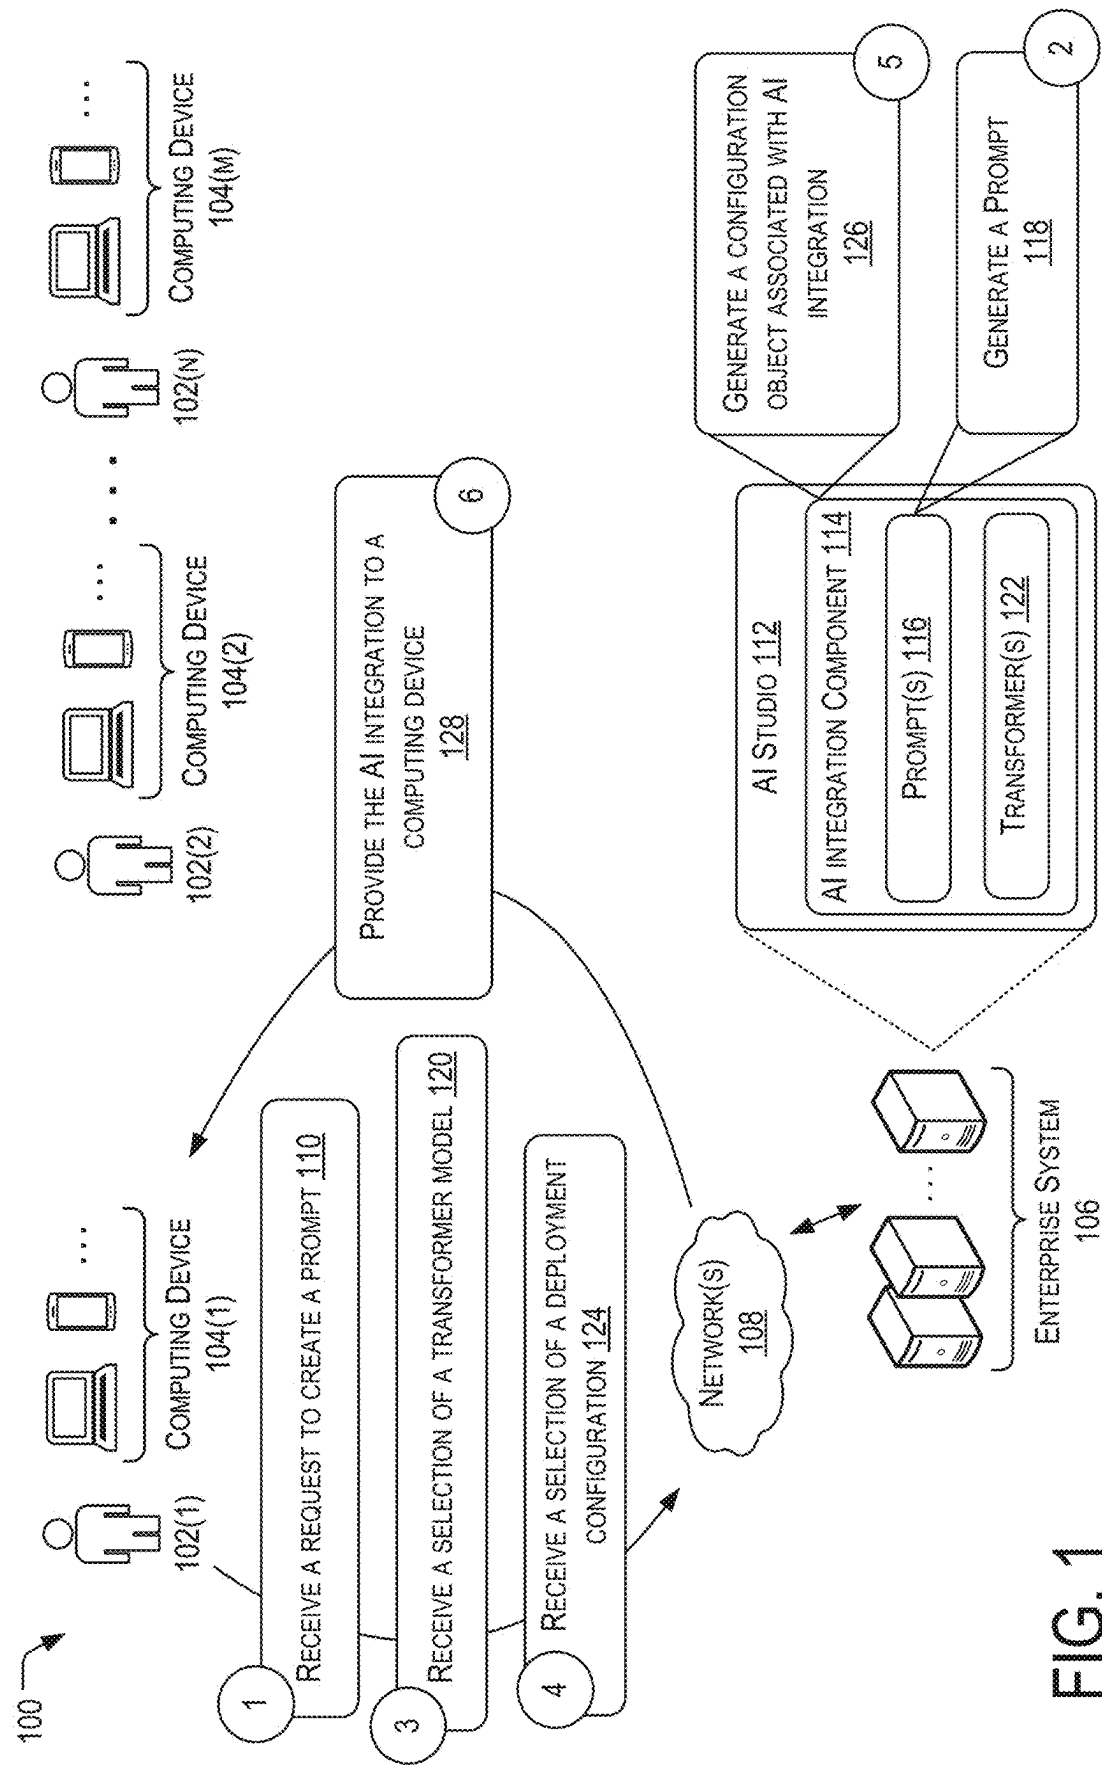 100
102(1)
COMPUTING DEVICE
104(1)
...
102(2)
COMPUTING DEVICE
104(2)
...
...
102(N)
COMPUTING DEVICE
104(M)
...
1
RECEIVE A REQUEST TO CREATE A PROMPT 110
3
RECEIVE A SELECTION OF A TRANSFORMER MODEL 120
4
RECEIVE A SELECTION OF A DEPLOYMENT
CONFIGURATION 124
PROVIDE THE AI INTEGRATION TO A
COMPUTING DEVICE
128
6
NETWORK(S)
108
...
ENTERPRISE SYSTEM
106
AI STUDIO 112
AI INTEGRATION COMPONENT 114
PROMPT(S) 116
TRANSFORMER(S) 122
GENERATE A CONFIGURATION
OBJECT ASSOCIATED WITH AI
INTEGRATION
126
5
GENERATE A PROMPT
118
2
FIG. 1